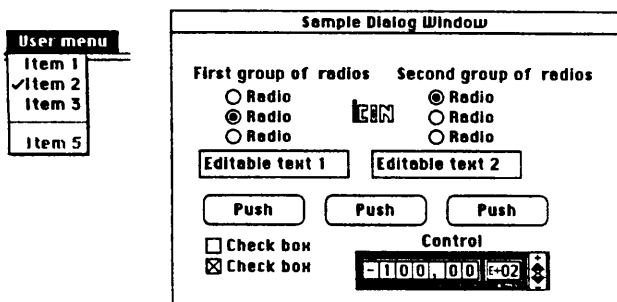 User menu
Item 1
✓Item 2
Item 3
Item 5
Sample Dialog Window
First group of radios
Second group of radios
Radio
Radio
Radio
ICON
Radio
Radio
Radio
Editable text 1
Editable text 2
Push
Push
Push
Check box
Check box
Control
-100,00 E+02